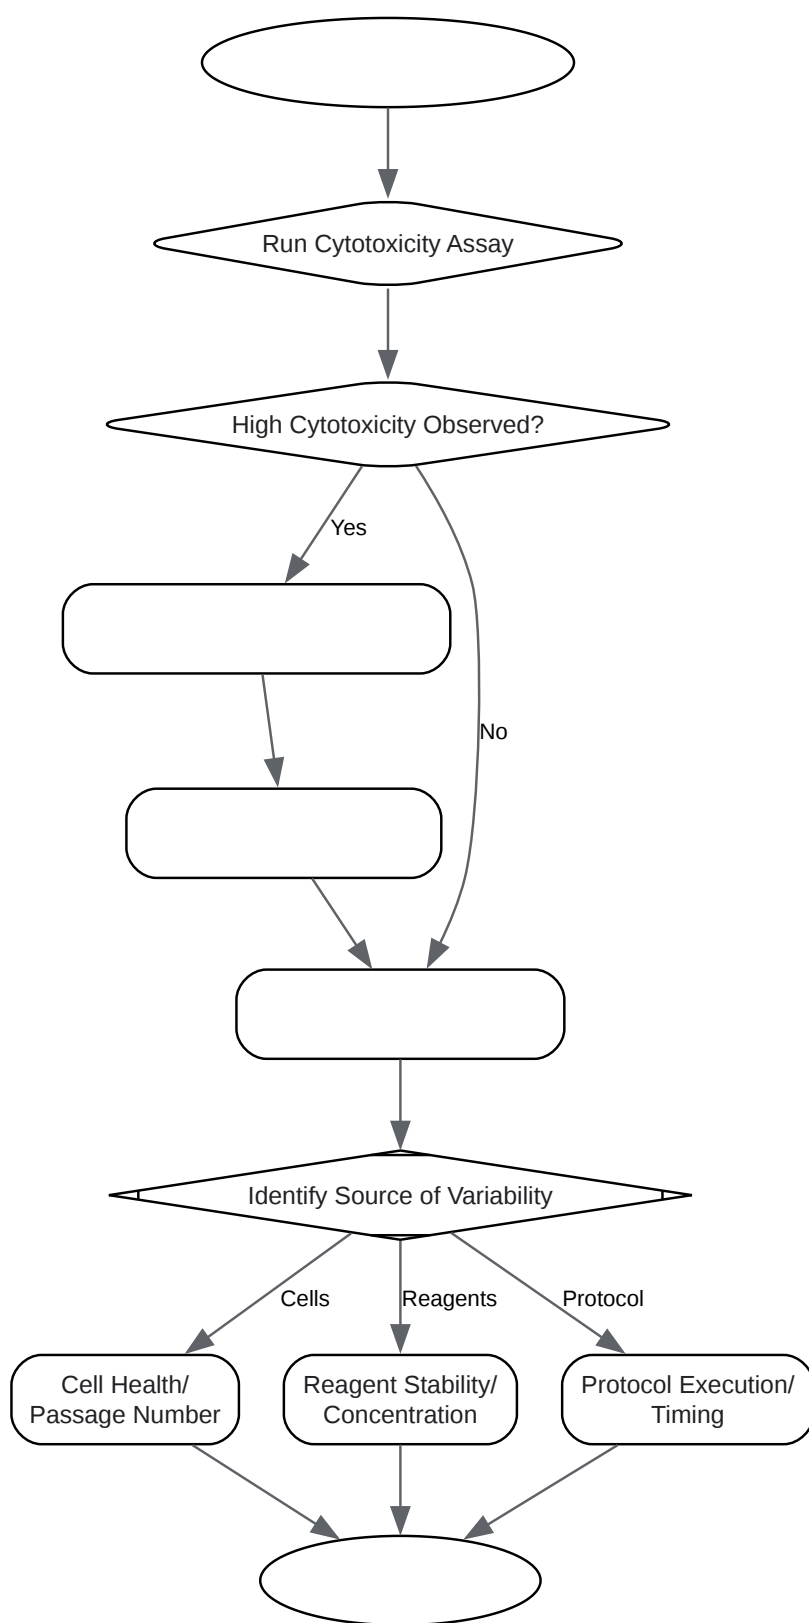 Run Cytotoxicity Assay
High Cytotoxicity Observed?
Yes
No
Identify Source of Variability
Cells
Reagents
Protocol
Cell Health/
Passage Number
Reagent Stability/
Concentration
Protocol Execution/
Timing